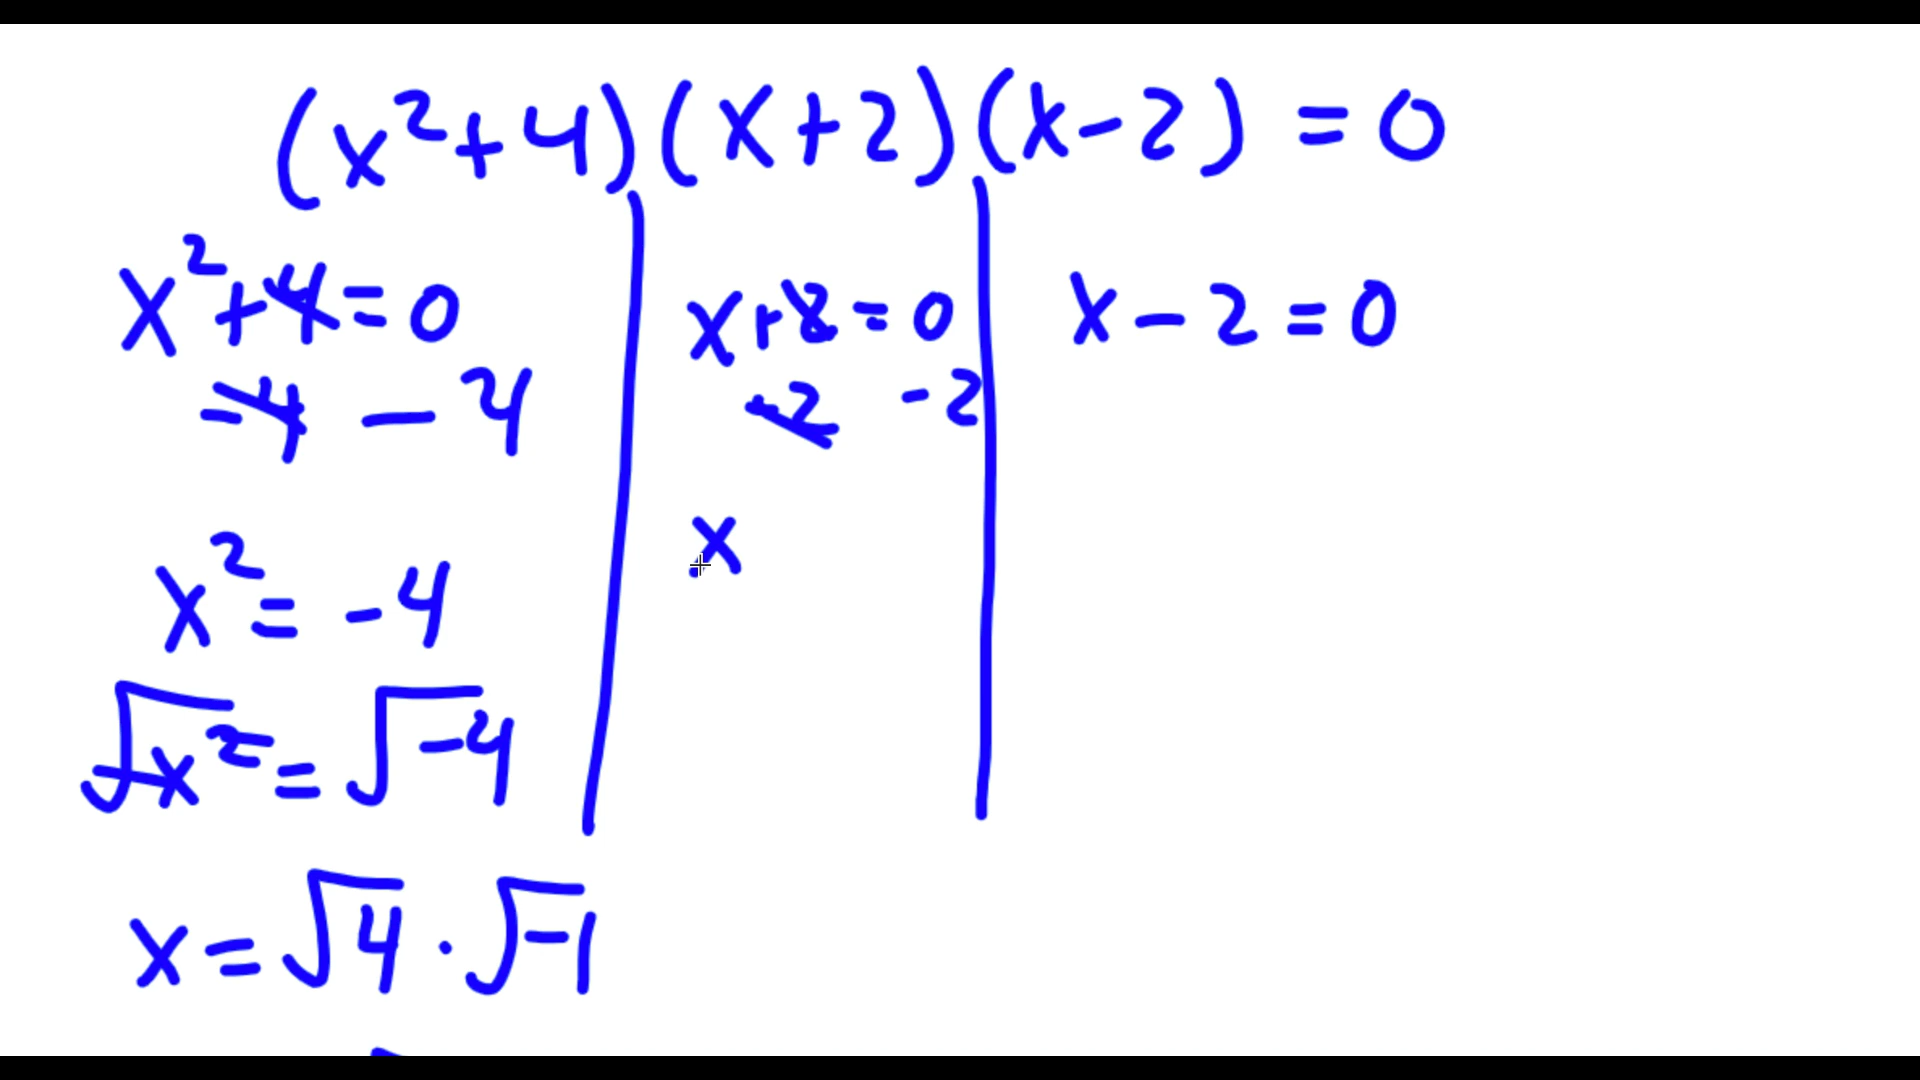 (x²+4)(x+2)(x-2) = 0
x²+4=0
-4 -4
x² = -4
√x² = √-4
x = √4 · √-1
x+2=0
-2 -2
x
x-2=0